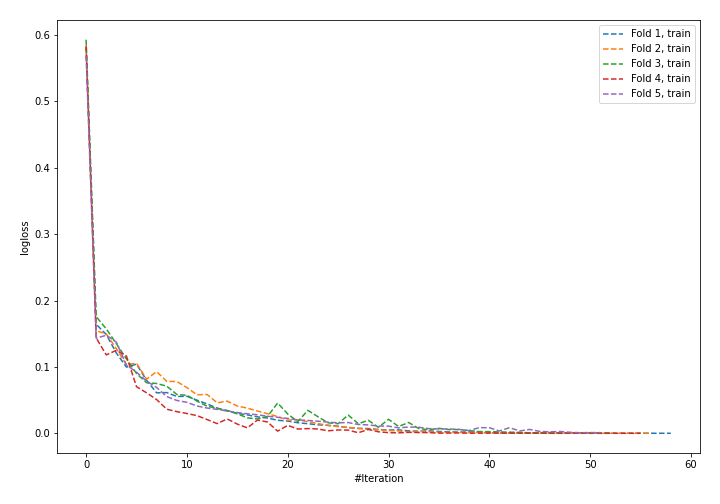 0.6
0.5
0.4
0.3
0.2
0.1
0.0
logloss
0
10
20
30
40
50
60
#Iteration
Fold 1, train
Fold 2, train
Fold 3, train
Fold 4, train
Fold 5, train